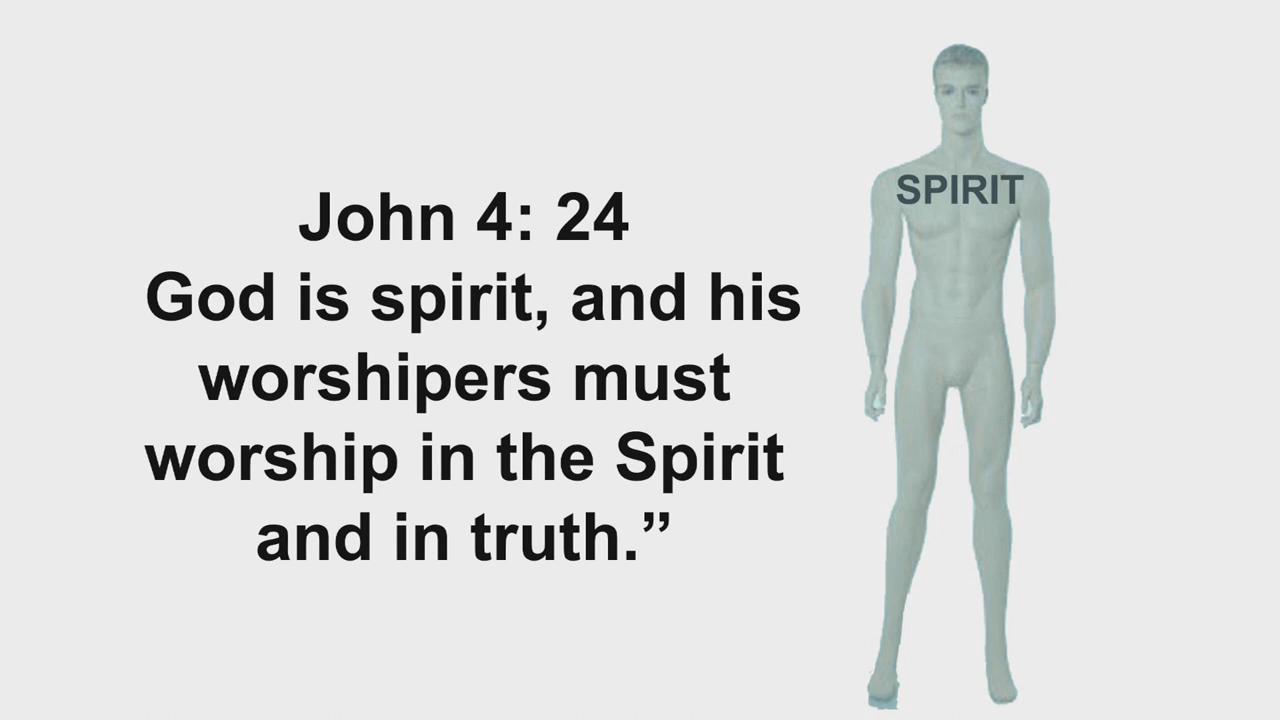 John 4: 24
God is spirit, and his
worshipers must
worship in the Spirit
and in truth.”
SPIRIT